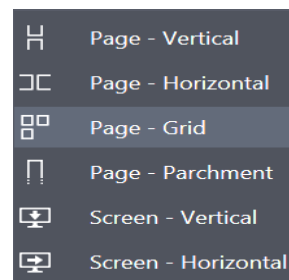 Page - Vertical
Page - Horizontal
Page - Grid
Page - Parchment
Screen - Vertical
Screen - Horizontal